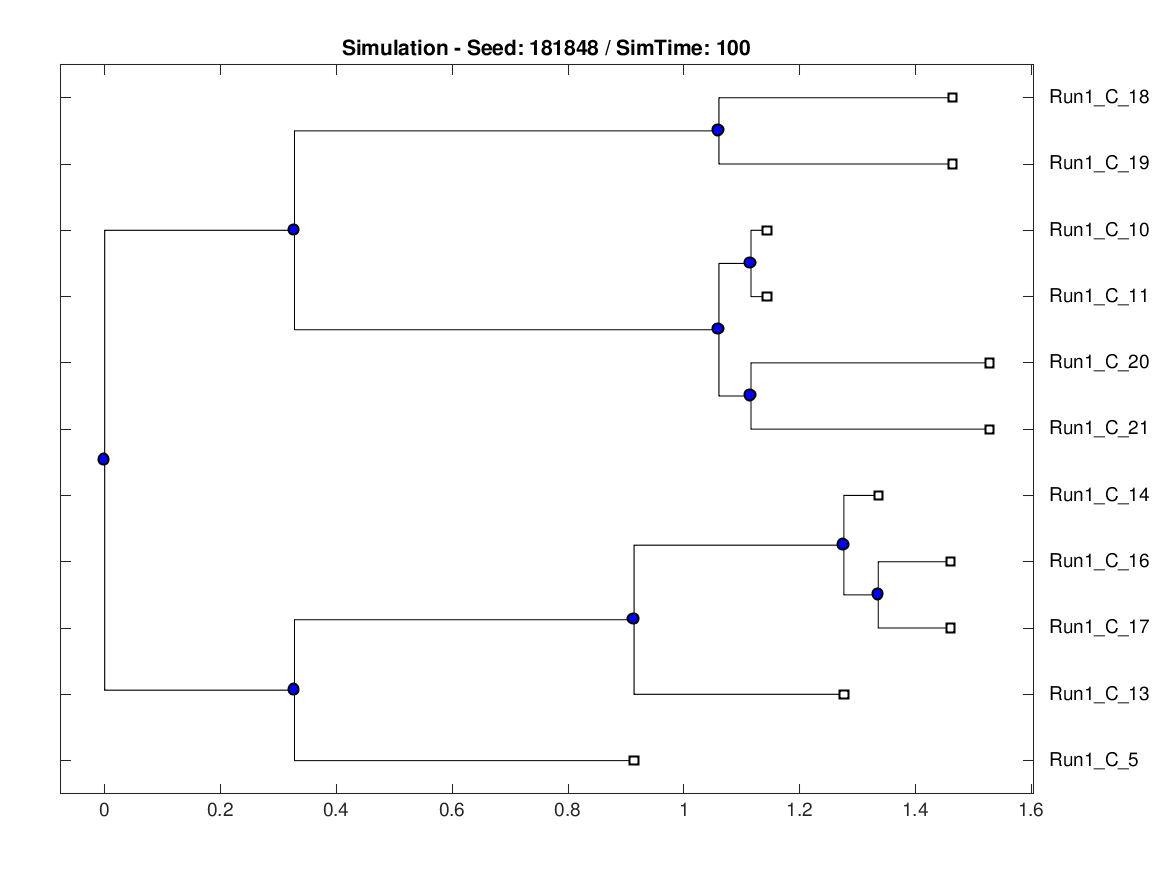 Simulation - Seed: 181848 / SimTime: 100
Run1_C_18
Run1_C_19
Run1_C_10
Run1_C_11
Run1_C_20
Run1_C_21
Run1_C_14
Run1_C_16
Run1_C_17
Run1_C_13
Run1_C_5
0 0.2 0.4 0.6 0.8 1 1.2 1.4 1.6